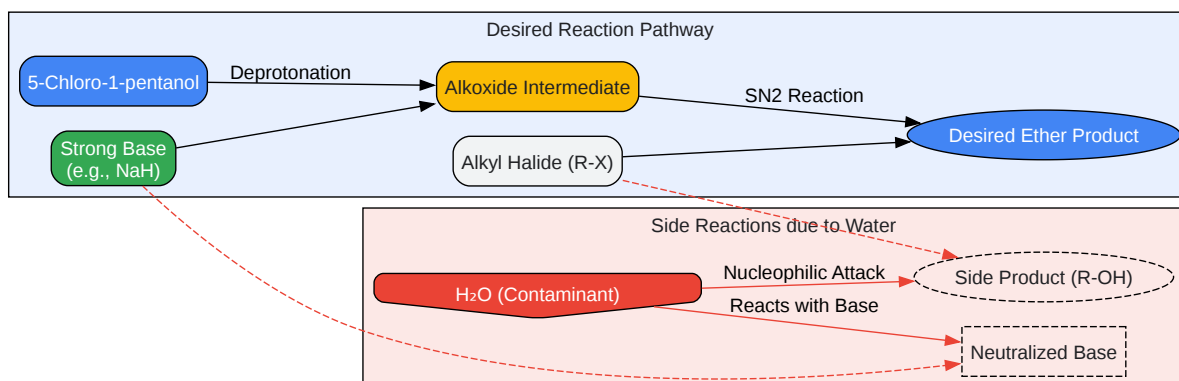 Desired Reaction Pathway
5-Chloro-1-pentanol
Deprotonation
Alkoxide Intermediate
SN2 Reaction
Desired Ether Product
Strong Base
(e.g., NaH)
Alkyl Halide (R-X)
Side Reactions due to Water
H₂O (Contaminant)
Nucleophilic Attack
Side Product (R-OH)
Reacts with Base
Neutralized Base